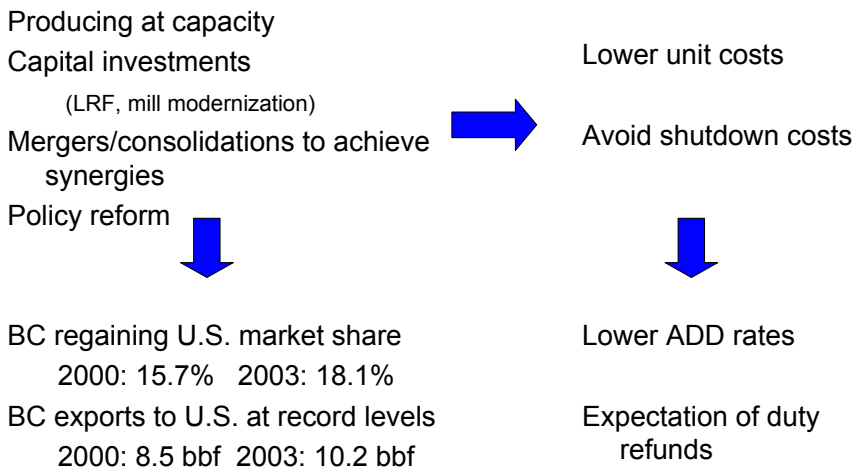 Producing at capacity
Capital investments
(LRF, mill modernization)
Mergers/consolidations to achieve
synergies
Policy reform
Lower unit costs
Avoid shutdown costs
BC regaining U.S. market share
2000: 15.7% 2003: 18.1%
BC exports to U.S. at record levels
2000: 8.5 bbf 2003: 10.2 bbf
Lower ADD rates
Expectation of duty
refunds